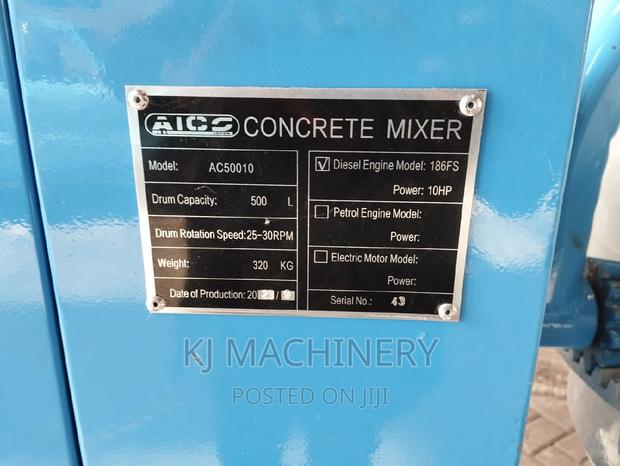 AICO CONCRETE MIXER
Model: AC50010
Drum Capacity: 500 L
Drum Rotation Speed:25-30RPM
Weight: 320 KG
Date of Production: 20
☑ Diesel Engine Model: 186FS
Power: 10HP
☐ Petrol Engine Model:
Power:
☐ Electric Motor Model:
Power:
Serial No.: 43
KJ MACHINERY
POSTED ON JIJI